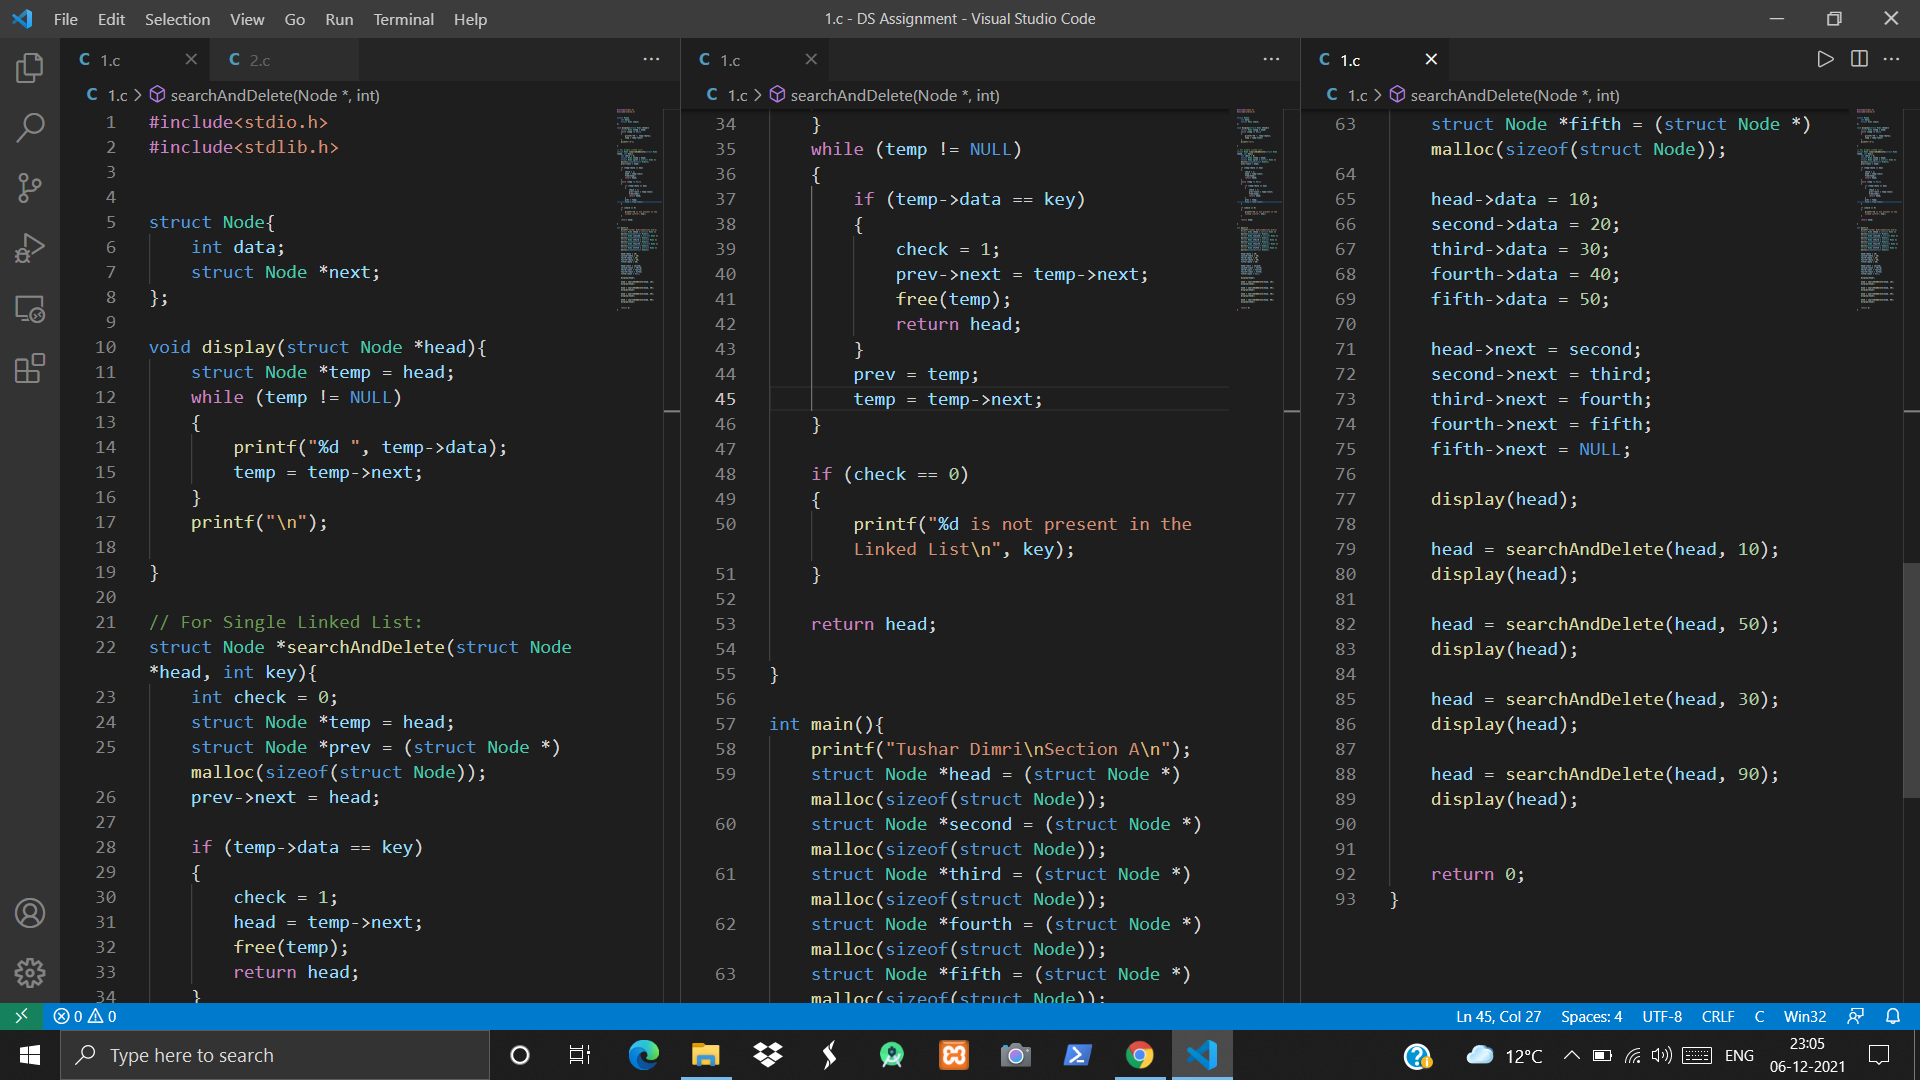 File Edit Selection View Go Run Terminal Help
1.c - DS Assignment - Visual Studio Code
C 1.c
C 2.c
C 1.c > searchAndDelete(Node *, int)
1 #include<stdio.h>
2 #include<stdlib.h>
3
4
5 struct Node{
6 int data;
7 struct Node *next;
8 };
9
10 void display(struct Node *head){
11 struct Node *temp = head;
12 while (temp != NULL)
13 {
14 printf("%d ", temp->data);
15 temp = temp->next;
16 }
17 printf("\n");
18
19 }
20
21 // For Single Linked List:
22 struct Node *searchAndDelete(struct Node
*head, int key){
23 int check = 0;
24 struct Node *temp = head;
25 struct Node *prev = (struct Node *)
malloc(sizeof(struct Node));
26 prev->next = head;
27
28 if (temp->data == key)
29 {
30 check = 1;
31 head = temp->next;
32 free(temp);
33 return head;
34 }
C 1.c
C 1.c > searchAndDelete(Node *, int)
34 }
35 while (temp != NULL)
36 {
37 if (temp->data == key)
38 {
39 check = 1;
40 prev->next = temp->next;
41 free(temp);
42 return head;
43 }
44 prev = temp;
45 temp = temp->next;
46 }
47
48 if (check == 0)
49 {
50 printf("%d is not present in the
Linked List\n", key);
51 }
52
53 return head;
54
55 }
56
57 int main(){
58 printf("Tushar Dimri\nSection A\n");
59 struct Node *head = (struct Node *)
malloc(sizeof(struct Node));
60 struct Node *second = (struct Node *)
malloc(sizeof(struct Node));
61 struct Node *third = (struct Node *)
malloc(sizeof(struct Node));
62 struct Node *fourth = (struct Node *)
malloc(sizeof(struct Node));
63 struct Node *fifth = (struct Node *)
malloc(sizeof(struct Node));
C 1.c
C 1.c > searchAndDelete(Node *, int)
63 struct Node *fifth = (struct Node *)
malloc(sizeof(struct Node));
64
65 head->data = 10;
66 second->data = 20;
67 third->data = 30;
68 fourth->data = 40;
69 fifth->data = 50;
70
71 head->next = second;
72 second->next = third;
73 third->next = fourth;
74 fourth->next = fifth;
75 fifth->next = NULL;
76
77 display(head);
78
79 head = searchAndDelete(head, 10);
80 display(head);
81
82 head = searchAndDelete(head, 50);
83 display(head);
84
85 head = searchAndDelete(head, 30);
86 display(head);
87
88 head = searchAndDelete(head, 90);
89 display(head);
90
91
92 return 0;
93 }
0 0
Ln 45, Col 27 Spaces: 4 UTF-8 CRLF C Win32
Type here to search
12°C
ENG
23:05
06-12-2021